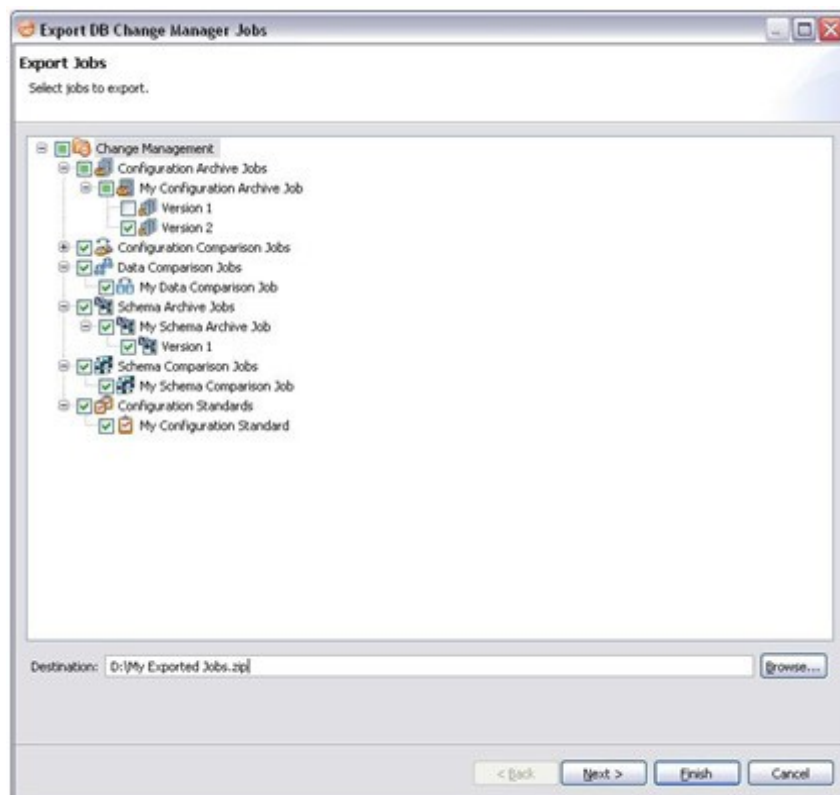 Export DB Change Manager Jobs
Export Jobs
Select jobs to export.
Change Management
Configuration Archive Jobs
My Configuration Archive Job
Version 1
Version 2
Configuration Comparison Jobs
Data Comparison Jobs
My Data Comparison Job
Schema Archive Jobs
My Schema Archive Job
Version 1
Schema Comparison Jobs
My Schema Comparison Job
Configuration Standards
My Configuration Standard
Destination: D:\My Exported Jobs.zip Browse...
< Back Next > Finish Cancel